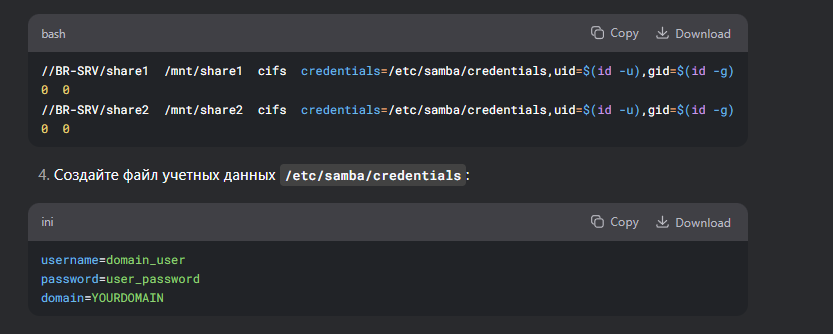 bash
Copy
Download
//BR-SRV/share1  /mnt/share1  cifs  credentials=/etc/samba/credentials,uid=$(id -u),gid=$(id -g)
0  0
//BR-SRV/share2  /mnt/share2  cifs  credentials=/etc/samba/credentials,uid=$(id -u),gid=$(id -g)
0  0
4. Создайте файл учетных данных /etc/samba/credentials:
ini
Copy
Download
username=domain_user
password=user_password
domain=YOURDOMAIN